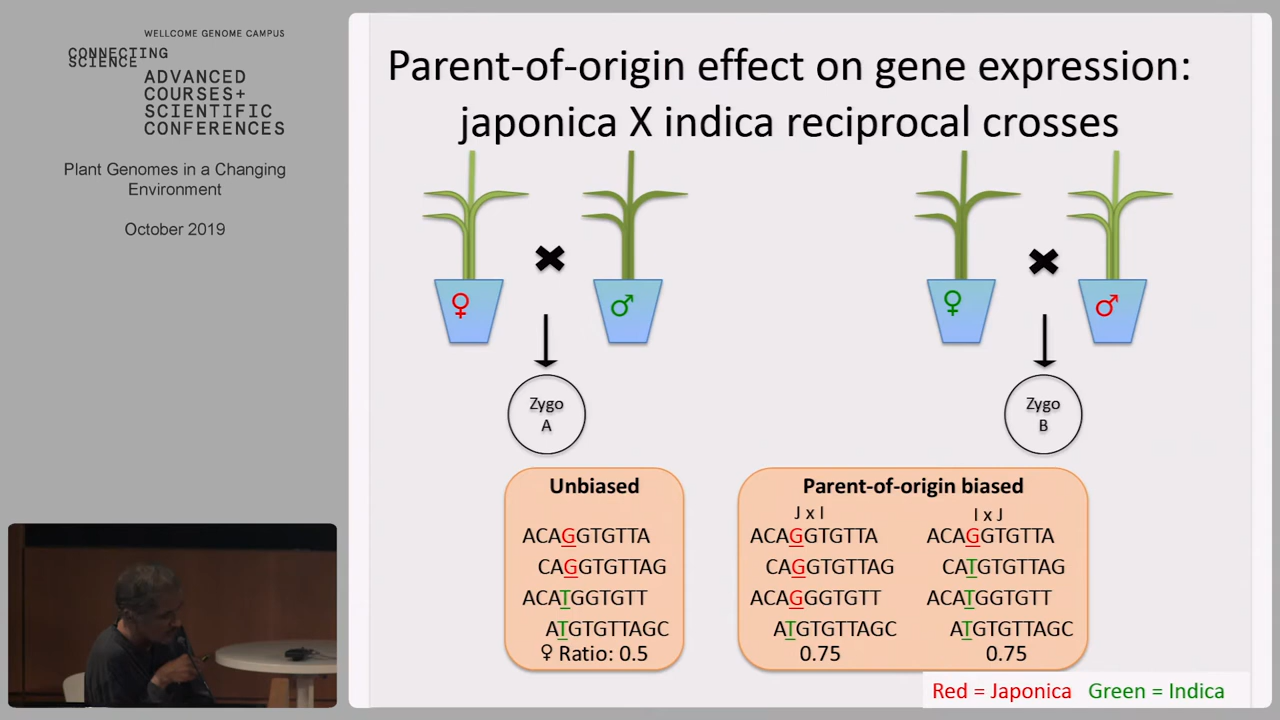 WELLCOME GENOME CAMPUS
CONNECTING
SCIENCE
ADVANCED
COURSES+
SCIENTIFIC
CONFERENCES
Plant Genomes in a Changing
Environment
October 2019
Parent-of-origin effect on gene expression:
japonica X indica reciprocal crosses
♀
♂
♀
♂
Zygo
A
Zygo
B
Unbiased
ACAGGTGTTA
CAGGTGTTAG
ACATGGTGTT
ATGTGTTAGC
♀ Ratio: 0.5
Parent-of-origin biased
J x I
ACAGGTGTTA
CAGGTGTTAG
ACAGGGTGTT
ATGTGTTAGC
0.75
I x J
ACAGGTGTTA
CATGTGTTAG
ACATGGTGTT
ATGTGTTAGC
0.75
Red = Japonica Green = Indica